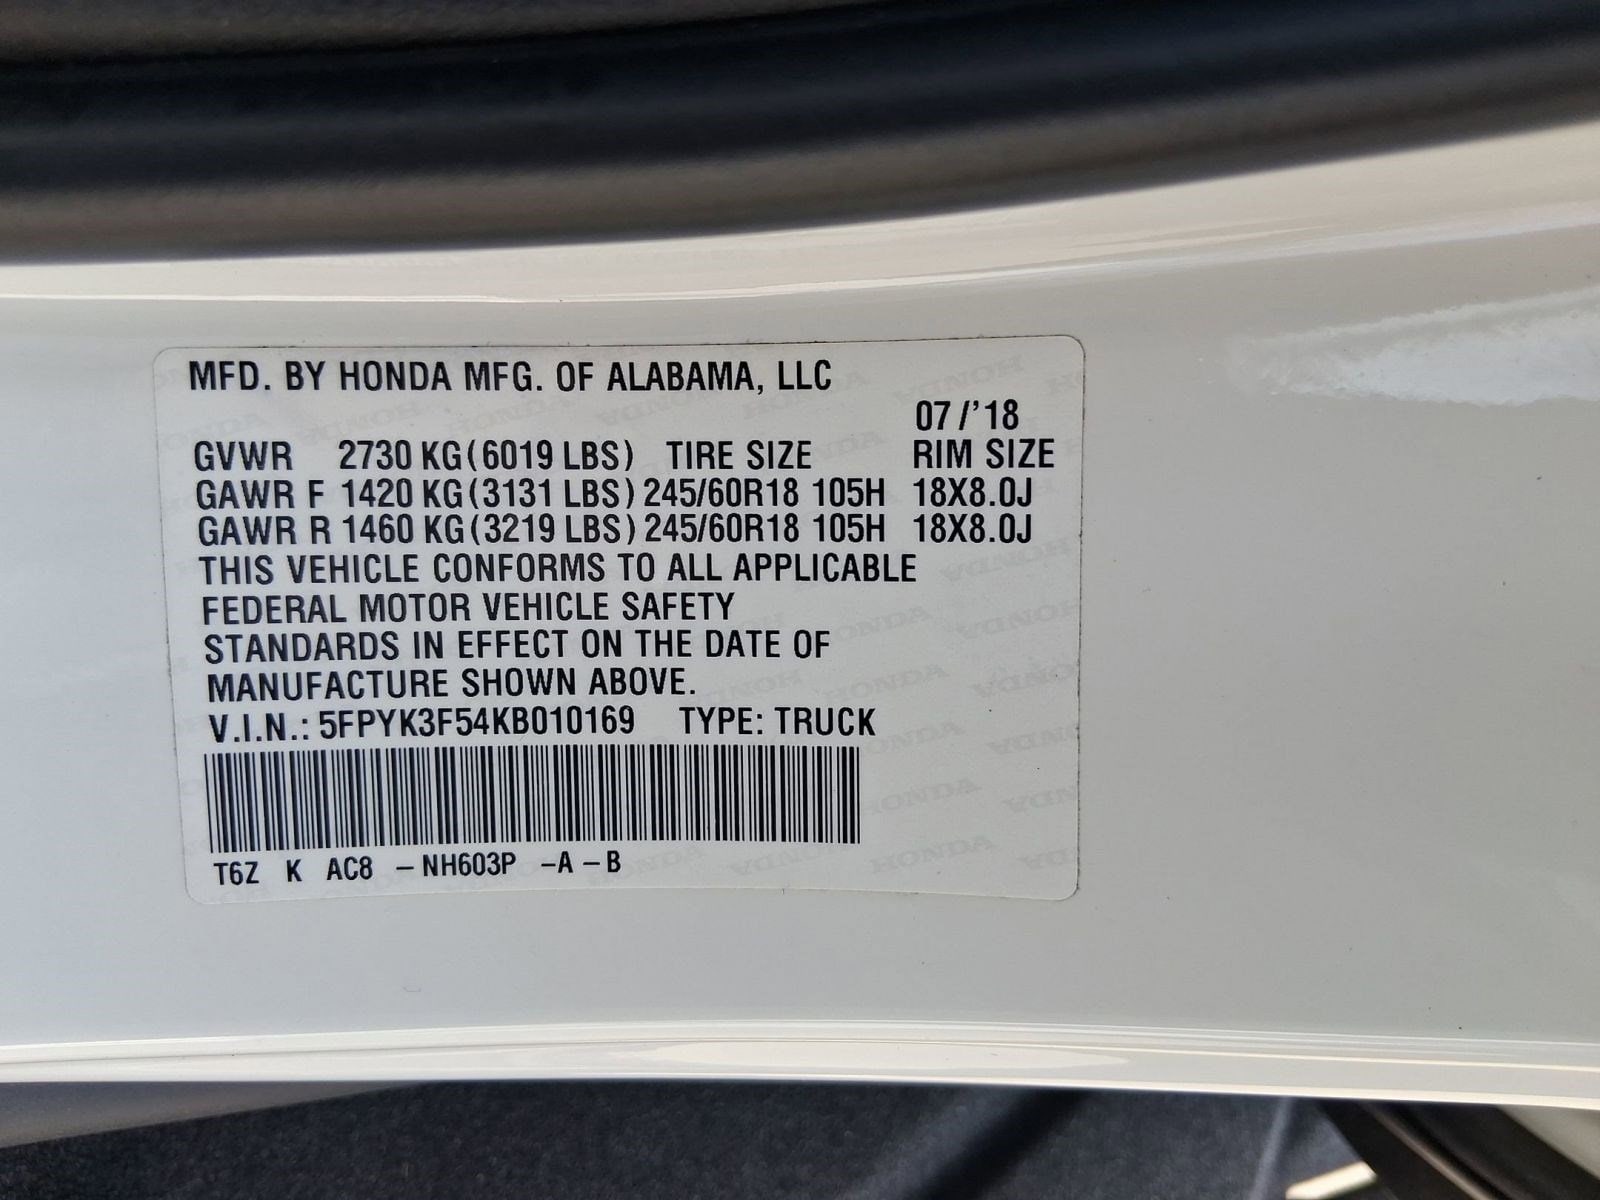 MFD. BY HONDA MFG. OF ALABAMA, LLC
07/'18
GVWR 2730 KG(6019 LBS) TIRE SIZE RIM SIZE
GAWR F 1420 KG(3131 LBS) 245/60R18 105H 18X8.0J
GAWR R 1460 KG(3219 LBS) 245/60R18 105H 18X8.0J
THIS VEHICLE CONFORMS TO ALL APPLICABLE
FEDERAL MOTOR VEHICLE SAFETY
STANDARDS IN EFFECT ON THE DATE OF
MANUFACTURE SHOWN ABOVE.
V.I.N.: 5FPYK3F54KB010169 TYPE: TRUCK
T6Z K AC8 -NH603P -A -B